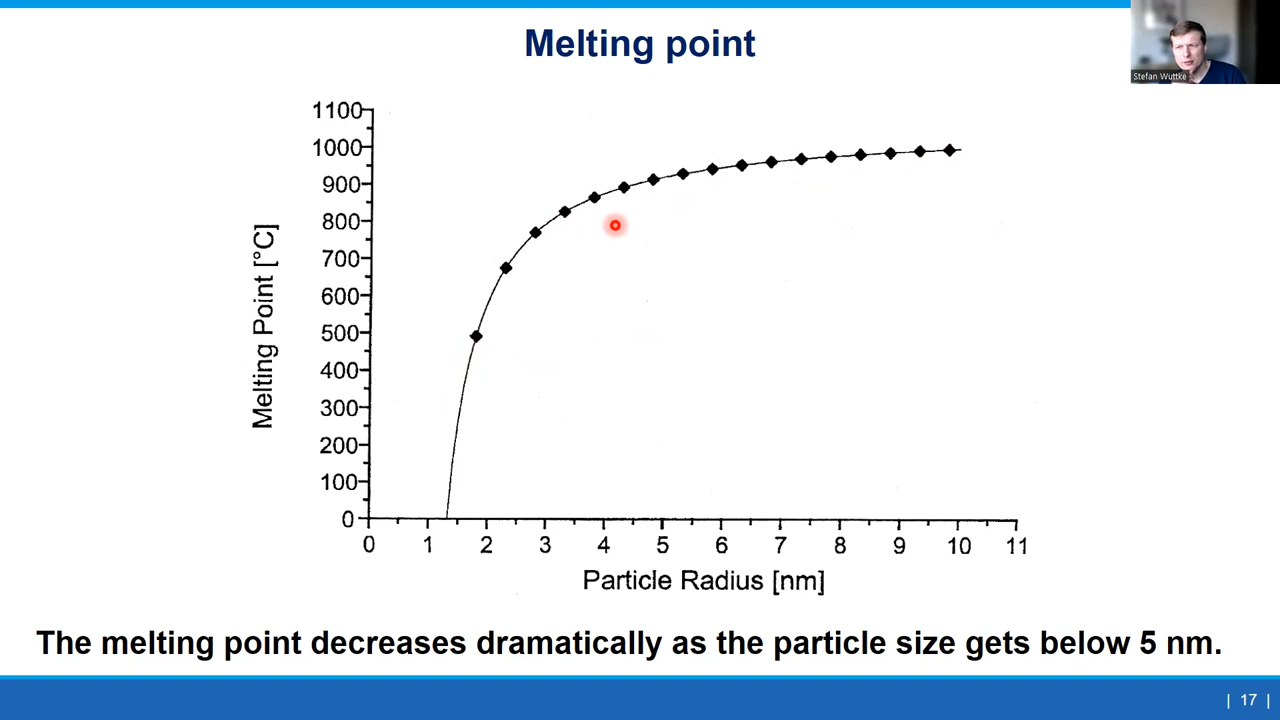 Melting point
Stefan Wuttke
1100
1000
900
800
700
600
500
400
300
200
100
0
Melting Point [°C]
0 1 2 3 4 5 6 7 8 9 10 11
Particle Radius [nm]
The melting point decreases dramatically as the particle size gets below 5 nm.
| 17 |